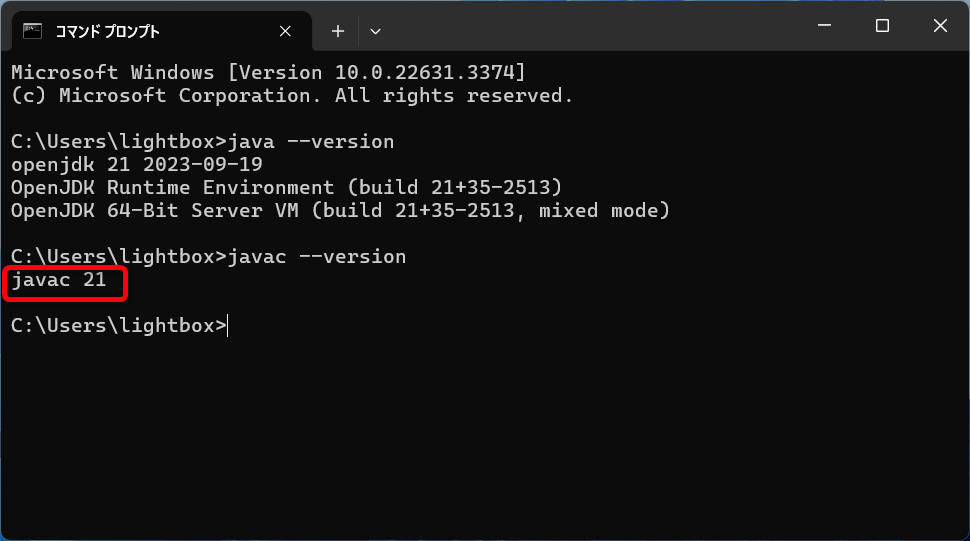 コマンド プロンプト
Microsoft Windows [Version 10.0.22631.3374]
(c) Microsoft Corporation. All rights reserved.
C:\Users\lightbox>java --version
openjdk 21 2023-09-19
OpenJDK Runtime Environment (build 21+35-2513)
OpenJDK 64-Bit Server VM (build 21+35-2513, mixed mode)
C:\Users\lightbox>javac --version
javac 21
C:\Users\lightbox>